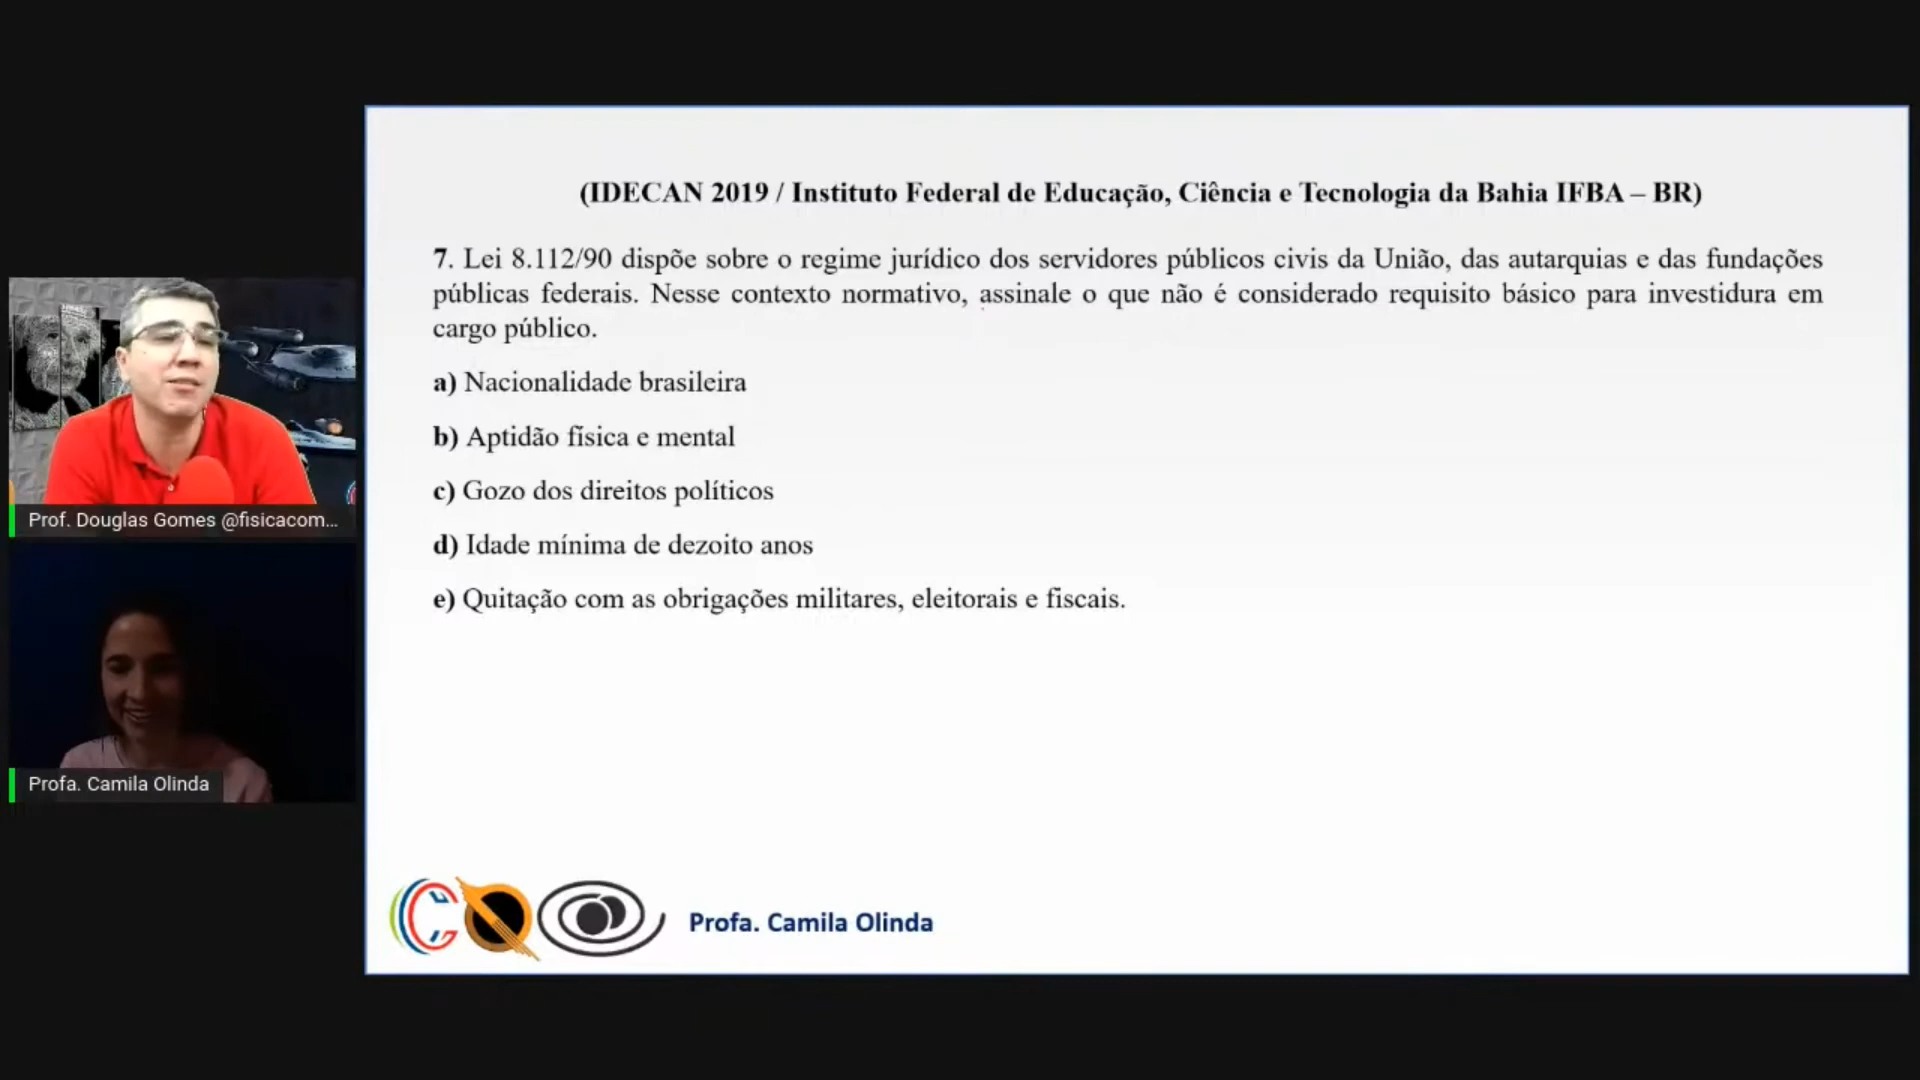 (IDECAN 2019 / Instituto Federal de Educação, Ciência e Tecnologia da Bahia IFBA – BR)
7. Lei 8.112/90 dispõe sobre o regime jurídico dos servidores públicos civis da União, das autarquias e das fundações
públicas federais. Nesse contexto normativo, assinale o que não é considerado requisito básico para investidura em
cargo público.
a) Nacionalidade brasileira
b) Aptidão física e mental
c) Gozo dos direitos políticos
d) Idade mínima de dezoito anos
e) Quitação com as obrigações militares, eleitorais e fiscais.
Prof. Douglas Gomes @fisicacom...
Profa. Camila Olinda
Profa. Camila Olinda